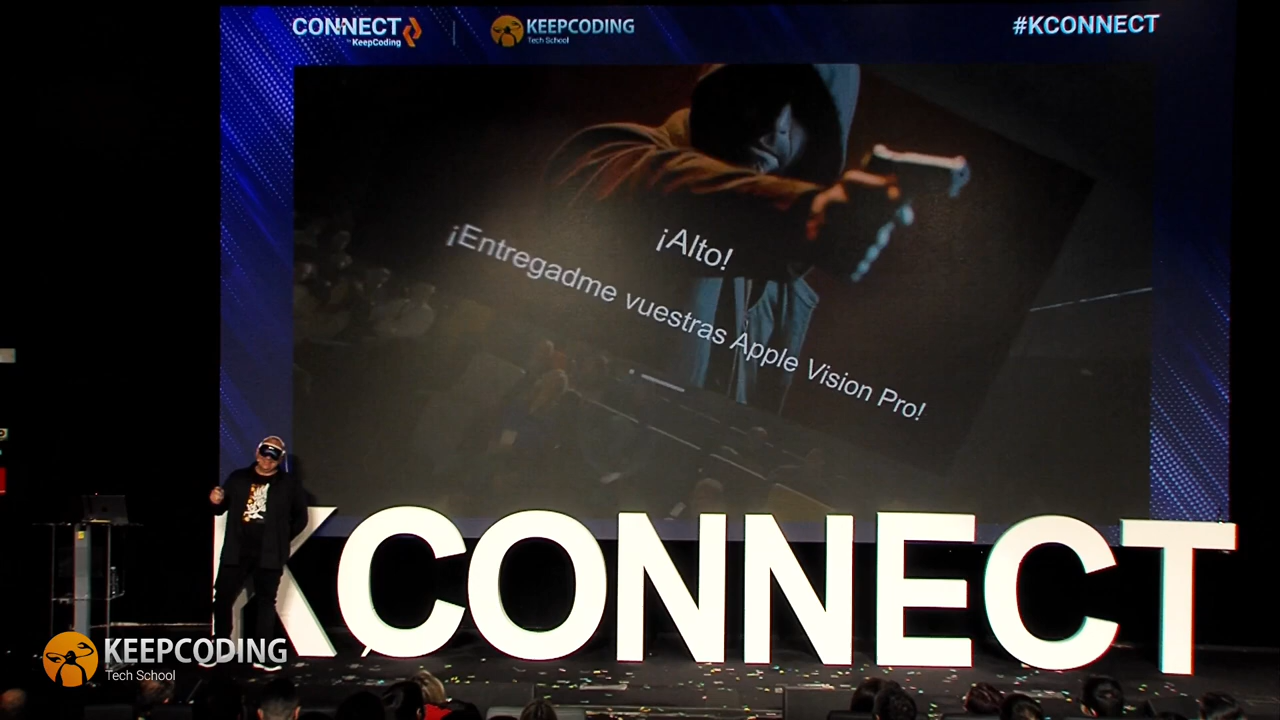 CONNECT
by KeepCoding
KEEPCODING
Tech School
#KCONNECT
¡Alto!
¡Entregadme vuestras Apple Vision Pro!
KCONNECT
KEEPCODING
Tech School